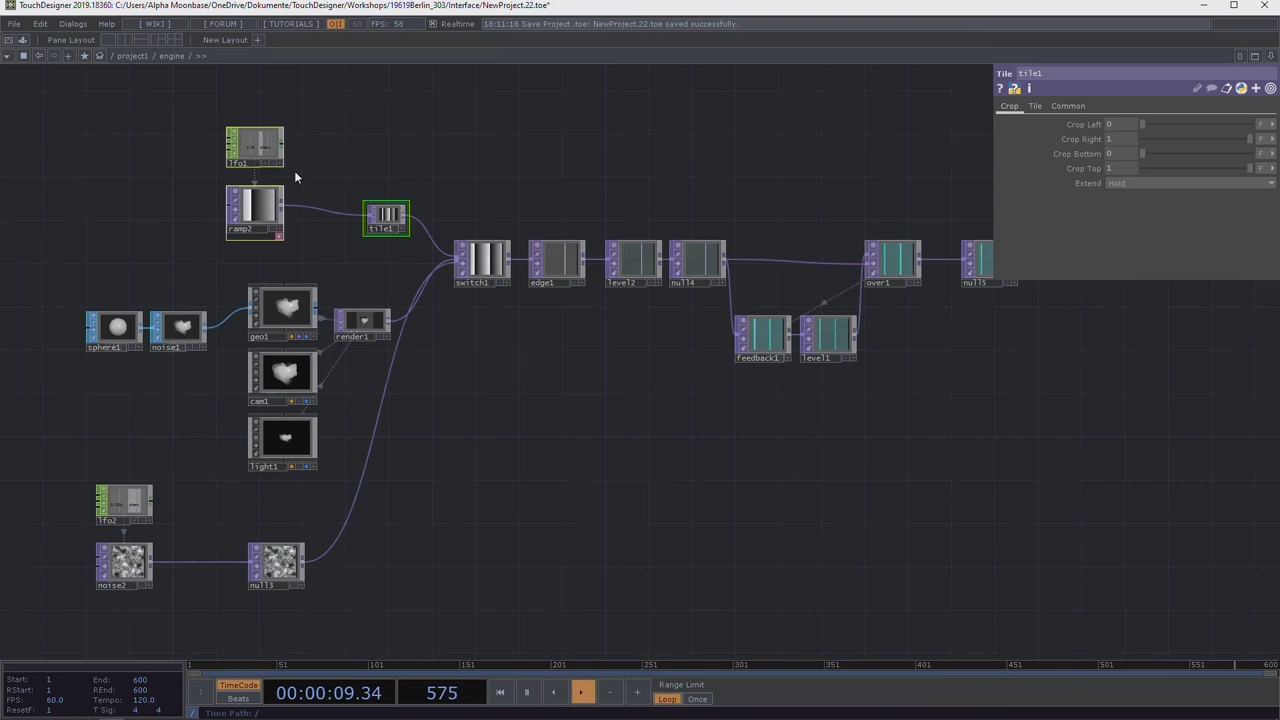 TouchDesigner 2019.18360: C:/Users/Alpha Moonbase/OneDrive/Dokumente/TouchDesigner/Workshops/19619Berlin_303/Interface/NewProject.22.toe*
File Edit Dialogs Help [ WIKI ] [ FORUM ] [ TUTORIALS ] O|I 60 FPS: 58 Realtime 18:11:18 Save Project .toe: NewProject.22.toe saved successfully.
Pane Layout New Layout +
/ project1 / engine / >>
Tile tile1
Crop Tile Common
Crop Left 0
Crop Right 1
Crop Bottom 0
Crop Top 1
Extend Hold
lfo1
ramp2
tile1
switch1
edge1
level2
null4
over1
null5
sphere1
noise1
geo1
render1
feedback1
level1
cam1
light1
lfo2
noise2
null3
1 51 101 151 201 251 301 351 401 451 501 551 600
Start: 1 End: 600
RStart: 1 REnd: 600
FPS: 60.0 Tempo: 120.0
ResetF: 1 T Sig: 4 4
TimeCode
Beats
00:00:09.34
575
Range Limit
Loop Once
/ Time Path: /